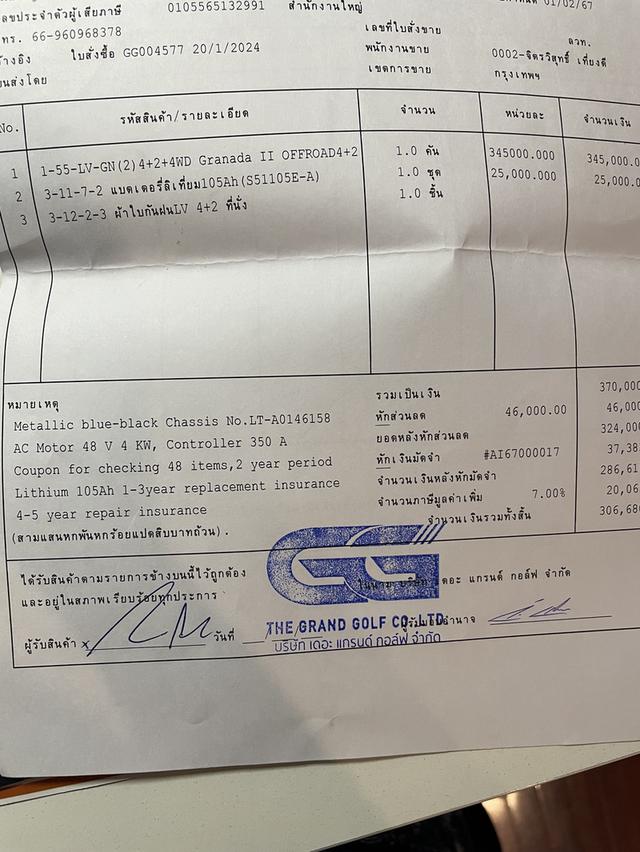 เลขประจำตัวผู้เสียภาษี 0105565132991 สำนักงานใหญ่
01/02/67
โทร. 66-960968378
เลขที่ใบสั่งขาย
ใบสั่งซื้อ GG004577 20/1/2024
พนักงานขาย 0002-จิตรวิสุทธิ์ เที่ยงดี
ขนส่งโดย
เขตการขาย กรุงเทพฯ
No. รหัสสินค้า/รายละเอียด จำนวน หน่วยละ จำนวนเงิน
1 1-55-LV-GN(2)4+2+4WD Granada II OFFROAD4+2 1.0 คัน 345000.000 345,000.0
2 3-11-7-2 แบตเตอรี่ลิเที่ยม105Ah(S51105E-A) 1.0 ชุด 25,000.000 25,000.0
3 3-12-2-3 ผ้าใบกันฝนLV 4+2 ที่นั่ง 1.0 ชิ้น
หมายเหตุ
รวมเป็นเงิน 370,000
Metallic blue-black Chassis No.LT-A0146158
หักส่วนลด 46,000.00 46,000
AC Motor 48 V 4 KW, Controller 350 A
ยอดหลังหักส่วนลด 324,000
Coupon for checking 48 items,2 year period
หักเงินมัดจำ #AI67000017 37,38
Lithium 105Ah 1-3year replacement insurance
จำนวนเงินหลังหักมัดจำ 286,61
4-5 year repair insurance
จำนวนภาษีมูลค่าเพิ่ม 7.00% 20,06
(สามแสนหกพันหกร้อยแปดสิบบาทถ้วน).
จำนวนเงินรวมทั้งสิ้น 306,680
ได้รับสินค้าตามรายการข้างบนนี้ไว้ถูกต้อง
และอยู่ในสภาพเรียบร้อยทุกประการ
ในนาม บริษัท เดอะ แกรนด์ กอล์ฟ จำกัด
GG
ผู้รับสินค้า x วันที่
THE GRAND GOLF CO.,LTD.
บริษัท เดอะ แกรนด์ กอล์ฟ จำกัด